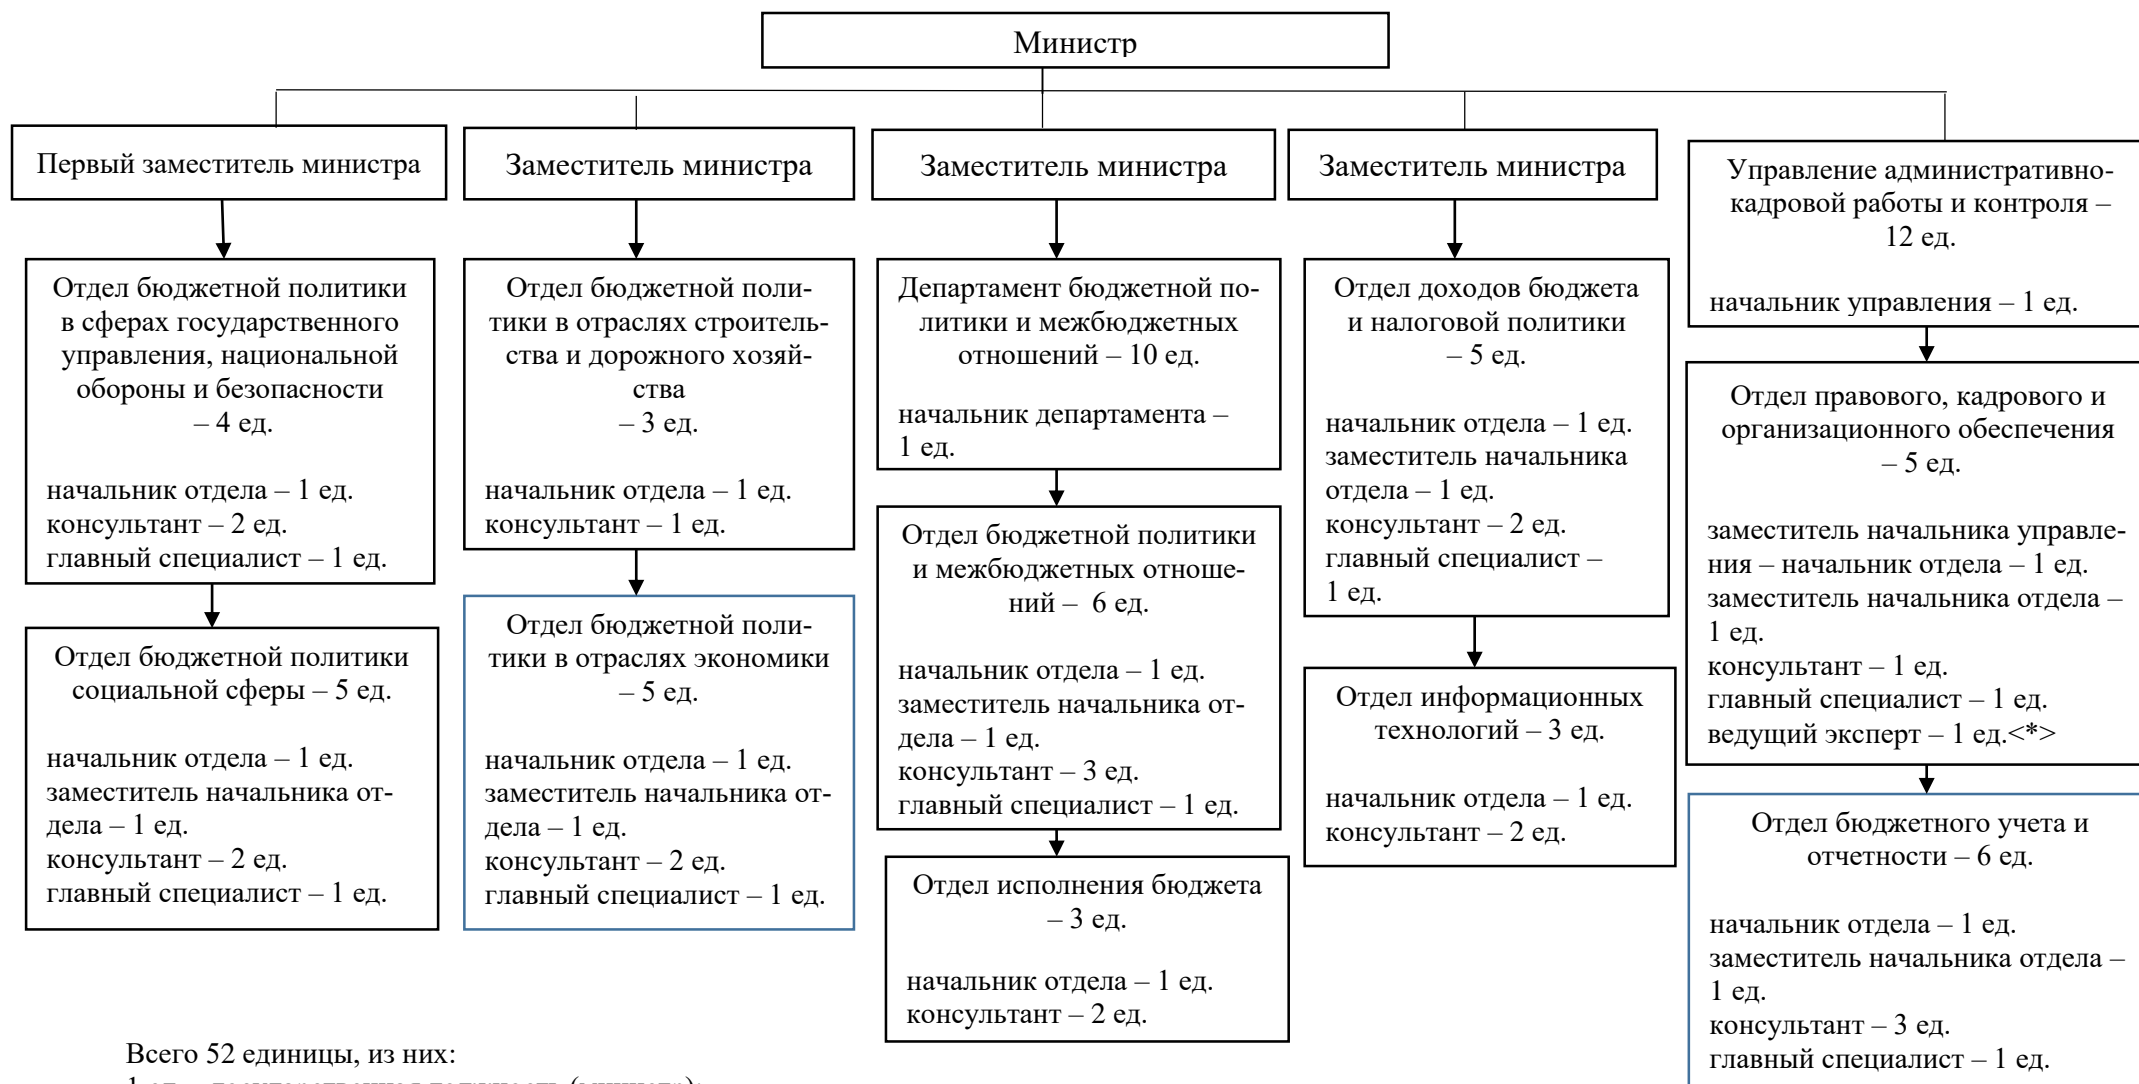 Министр
Первый заместитель министра
Заместитель министра
Заместитель министра
Заместитель министра
Управление административно-
кадровой работы и контроля –
12 ед.
начальник управления – 1 ед.
Отдел бюджетной политики
в сферах государственного
управления, национальной
обороны и безопасности
– 4 ед.
начальник отдела – 1 ед.
консультант – 2 ед.
главный специалист – 1 ед.
Отдел бюджетной политики
социальной сферы – 5 ед.
начальник отдела – 1 ед.
заместитель начальника от-
дела – 1 ед.
консультант – 2 ед.
главный специалист – 1 ед.
Отдел бюджетной поли-
тики в отраслях строитель-
ства и дорожного хозяй-
ства
– 3 ед.
начальник отдела – 1 ед.
консультант – 1 ед.
Отдел бюджетной поли-
тики в отраслях экономики
– 5 ед.
начальник отдела – 1 ед.
заместитель начальника от-
дела – 1 ед.
консультант – 2 ед.
главный специалист – 1 ед.
Департамент бюджетной по-
литики и межбюджетных
отношений – 10 ед.
начальник департамента –
1 ед.
Отдел бюджетной политики
и межбюджетных отноше-
ний – 6 ед.
начальник отдела – 1 ед.
заместитель начальника от-
дела – 1 ед.
консультант – 3 ед.
главный специалист – 1 ед.
Отдел исполнения бюджета
– 3 ед.
начальник отдела – 1 ед.
консультант – 2 ед.
Отдел доходов бюджета
и налоговой политики
– 5 ед.
начальник отдела – 1 ед.
заместитель начальника
отдела – 1 ед.
консультант – 2 ед.
главный специалист –
1 ед.
Отдел информационных
технологий – 3 ед.
начальник отдела – 1 ед.
консультант – 2 ед.
Отдел правового, кадрового и
организационного обеспечения
– 5 ед.
заместитель начальника управле-
ния – начальник отдела – 1 ед.
заместитель начальника отдела –
1 ед.
консультант – 1 ед.
главный специалист – 1 ед.
ведущий эксперт – 1 ед.<*>
Отдел бюджетного учета и
отчетности – 6 ед.
начальник отдела – 1 ед.
заместитель начальника отдела –
1 ед.
консультант – 3 ед.
главный специалист – 1 ед.
Всего 52 единицы, из них: